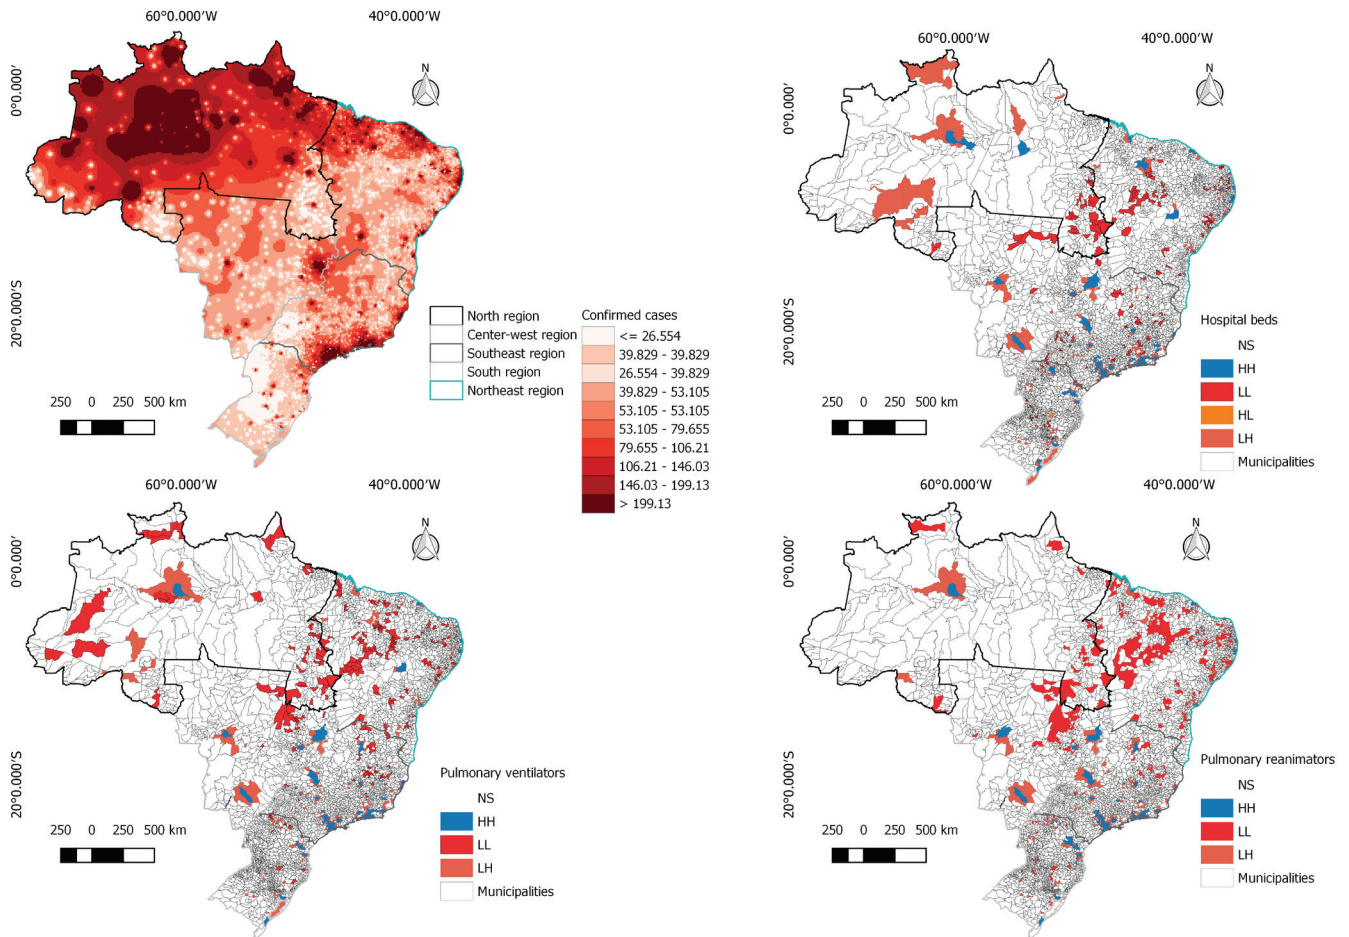 60°0.000'W 40°0.000'W
N
0°0.000'
20°0.000'S
250 0 250 500 km
North region
Center-west region
Southeast region
South region
Northeast region
Confirmed cases
<= 26.554
39.829 - 39.829
26.554 - 39.829
39.829 - 53.105
53.105 - 53.105
53.105 - 79.655
79.655 - 106.21
106.21 - 146.03
146.03 - 199.13
> 199.13
60°0.000'W 40°0.000'W
N
0°0.000'
20°0.000'S
250 0 250 500 km
Hospital beds
NS
HH
LL
HL
LH
Municipalities
60°0.000'W 40°0.000'W
N
0°0.000'
20°0.000'S
250 0 250 500 km
Pulmonary ventilators
NS
HH
LL
LH
Municipalities
60°0.000'W 40°0.000'W
N
0°0.000'
20°0.000'S
250 0 250 500 km
Pulmonary reanimators
NS
HH
LL
LH
Municipalities